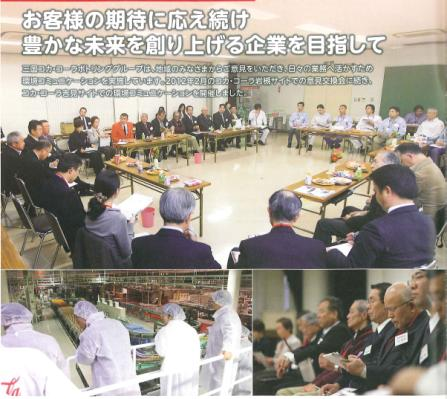 お客様の期待に応え続け
豊かな未来を創り上げる企業を目指して
三国コカ・コーラボトリンググループは、地域のみなさまからご意見をいただき、日々の業務へ活かすため
環境コミュニケーションを実施しています。2012年2月のコカ・コーラ岩槻サイトでの意見交換会に続き、
コカ・コーラ吉見サイトでの環境コミュニケーションを開催しました。